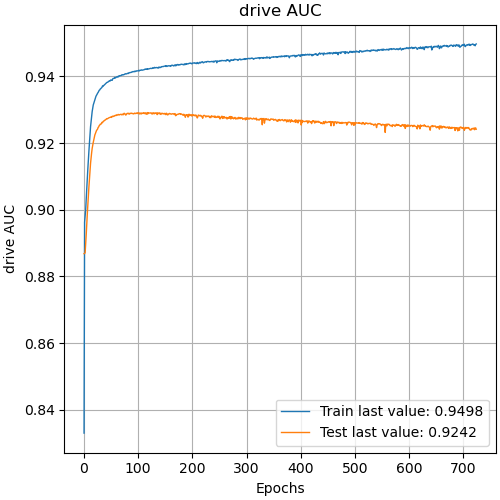 drive AUC
0.94
0.92
0.90
0.88
0.86
0.84
drive AUC
0 100 200 300 400 500 600 700
Epochs
Train last value: 0.9498
Test last value: 0.9242